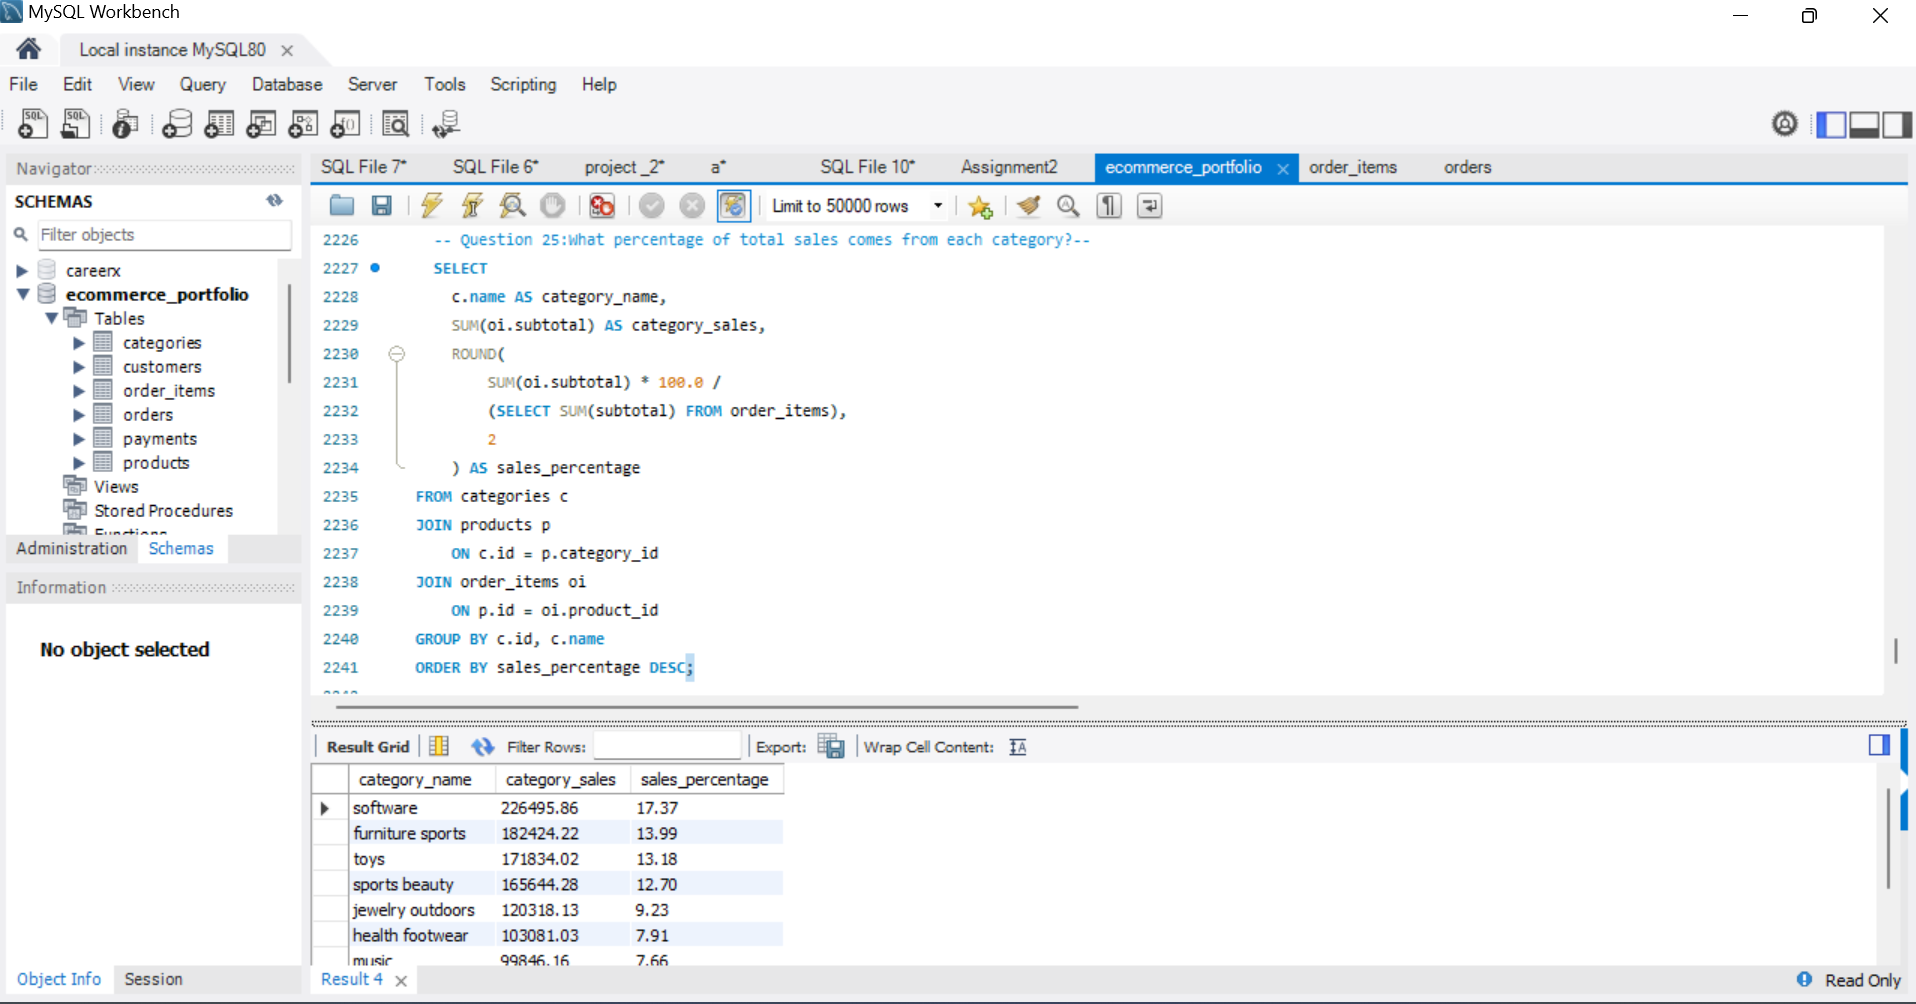 MySQL Workbench
Local instance MySQL80
File Edit View Query Database Server Tools Scripting Help
Navigator
SQL File 7* SQL File 6* project _2* a* SQL File 10* Assignment2 ecommerce_portfolio order_items orders
SCHEMAS
Limit to 50000 rows
Filter objects
careerx
ecommerce_portfolio
Tables
categories
customers
order_items
orders
payments
products
Views
Stored Procedures
Functions
Administration Schemas
Information
No object selected
Object Info Session
2226 -- Question 25:What percentage of total sales comes from each category?--
2227 SELECT
2228 c.name AS category_name,
2229 SUM(oi.subtotal) AS category_sales,
2230 ROUND(
2231 SUM(oi.subtotal) * 100.0 /
2232 (SELECT SUM(subtotal) FROM order_items),
2233 2
2234 ) AS sales_percentage
2235 FROM categories c
2236 JOIN products p
2237 ON c.id = p.category_id
2238 JOIN order_items oi
2239 ON p.id = oi.product_id
2240 GROUP BY c.id, c.name
2241 ORDER BY sales_percentage DESC;
Result Grid Filter Rows: Export: Wrap Cell Content:
category_name category_sales sales_percentage
software 226495.86 17.37
furniture sports 182424.22 13.99
toys 171834.02 13.18
sports beauty 165644.28 12.70
jewelry outdoors 120318.13 9.23
health footwear 103081.03 7.91
music 99846.16 7.66
Result 4
Read Only